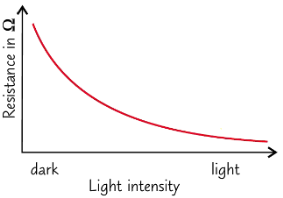 Resistance in Ω
dark
light
Light intensity